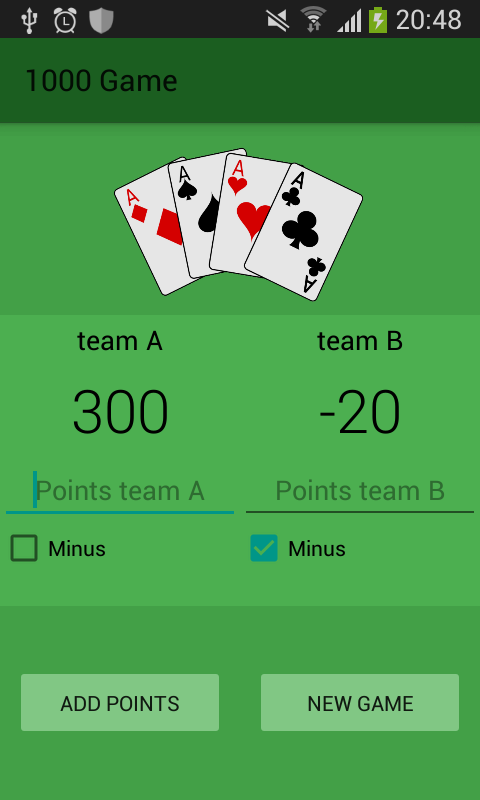 20:48
1000 Game
A A A A
A
team A team B
300 -20
Points team A Points team B
Minus Minus
ADD POINTS NEW GAME